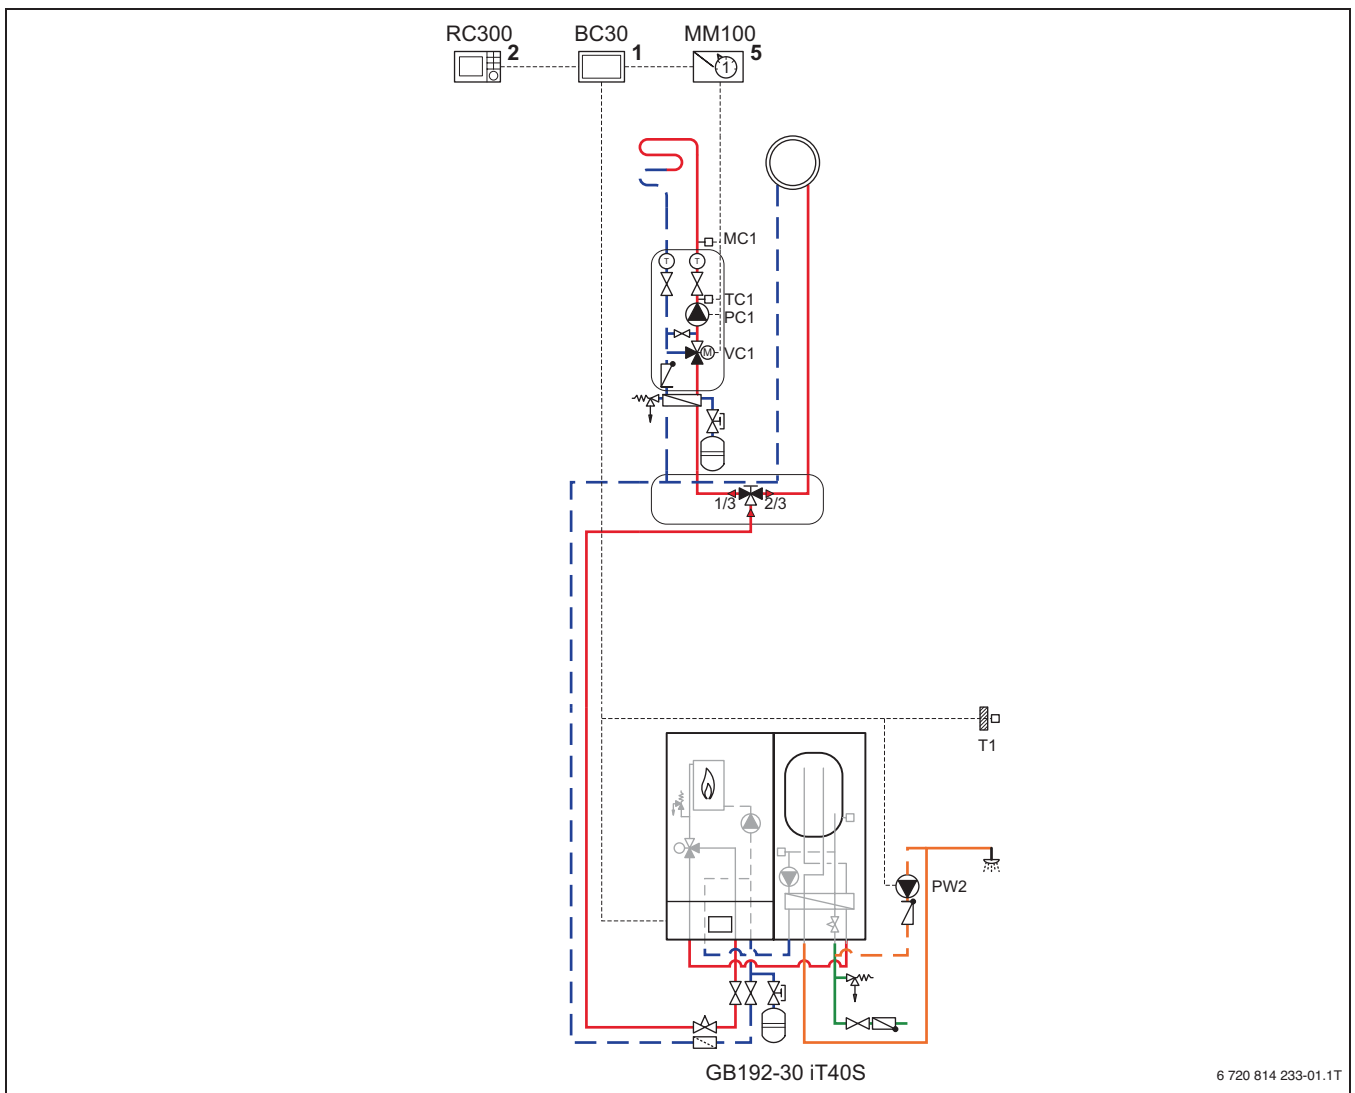 RC300 BC30 MM100
2 1 5
1
MC1
T T
TC1
PC1
M VC1
1/3 2/3
T1
PW2
GB192-30 iT40S
6 720 814 233-01.1T